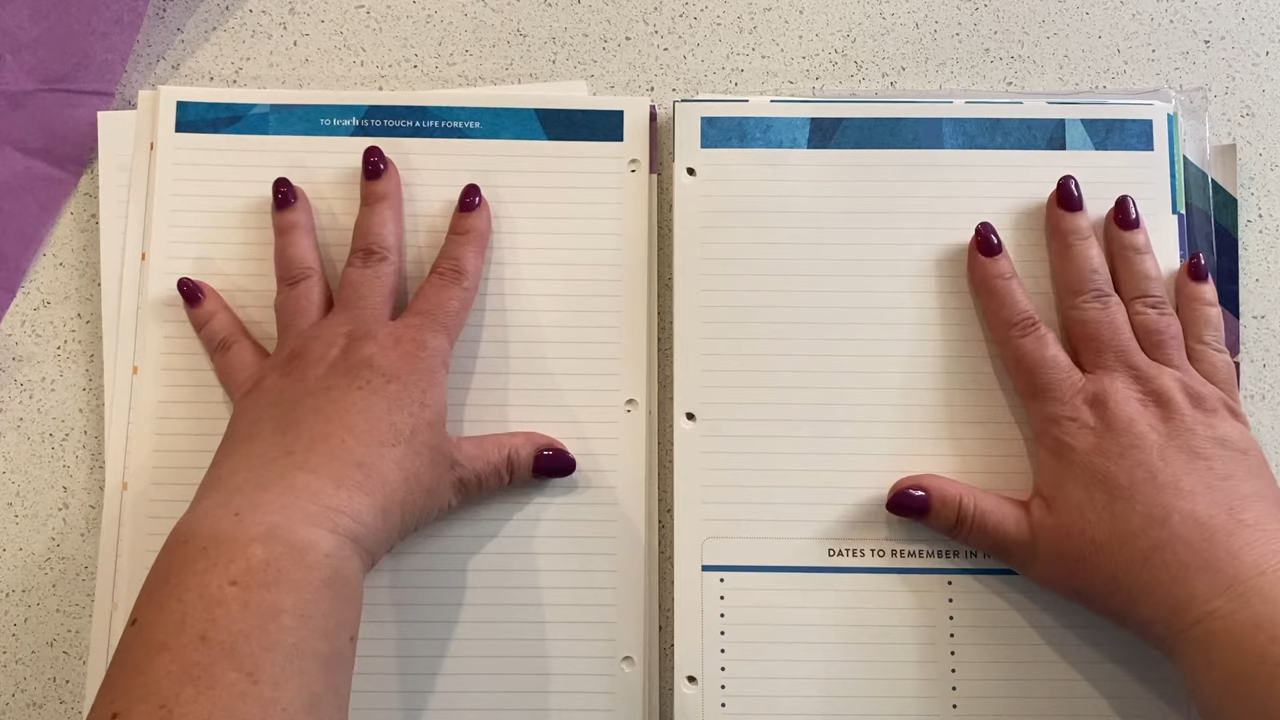 TO teach IS TO TOUCH A LIFE FOREVER.
DATES TO REMEMBER IN